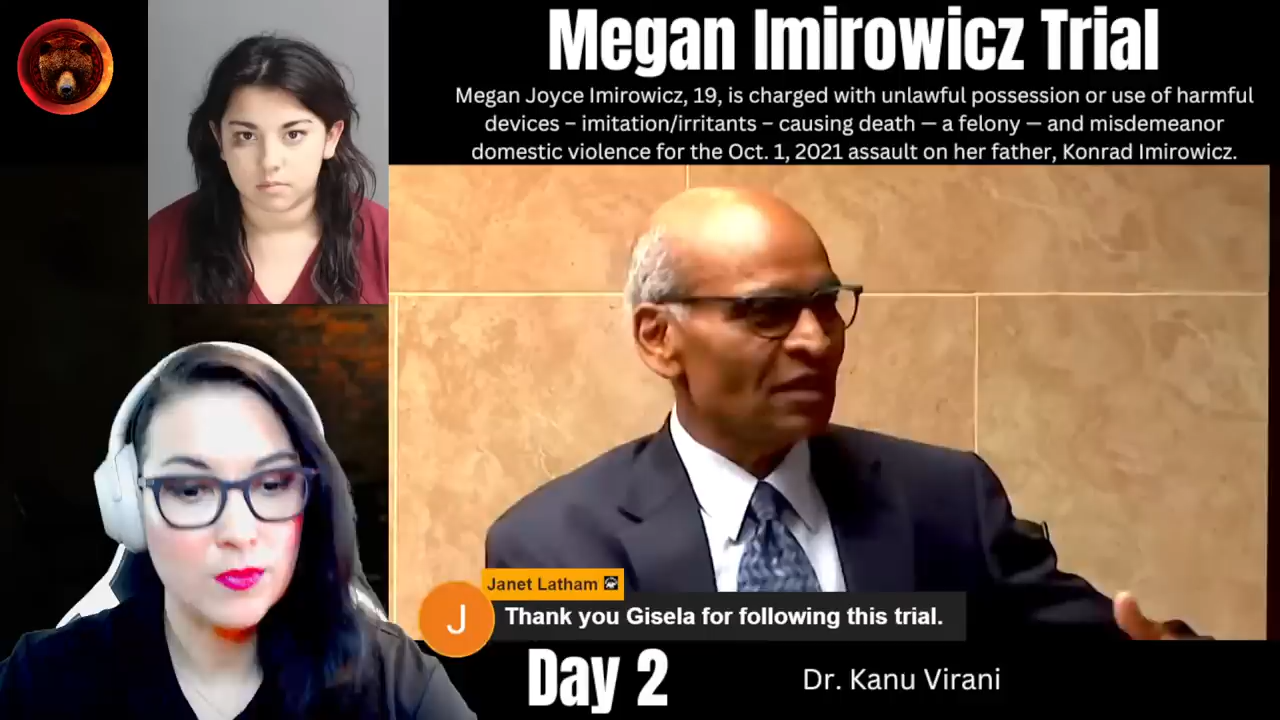 Megan Imirowicz Trial
Megan Joyce Imirowicz, 19, is charged with unlawful possession or use of harmful
devices – imitation/irritants – causing death — a felony — and misdemeanor
domestic violence for the Oct. 1, 2021 assault on her father, Konrad Imirowicz.
Janet Latham
J
Thank you Gisela for following this trial.
Day 2
Dr. Kanu Virani